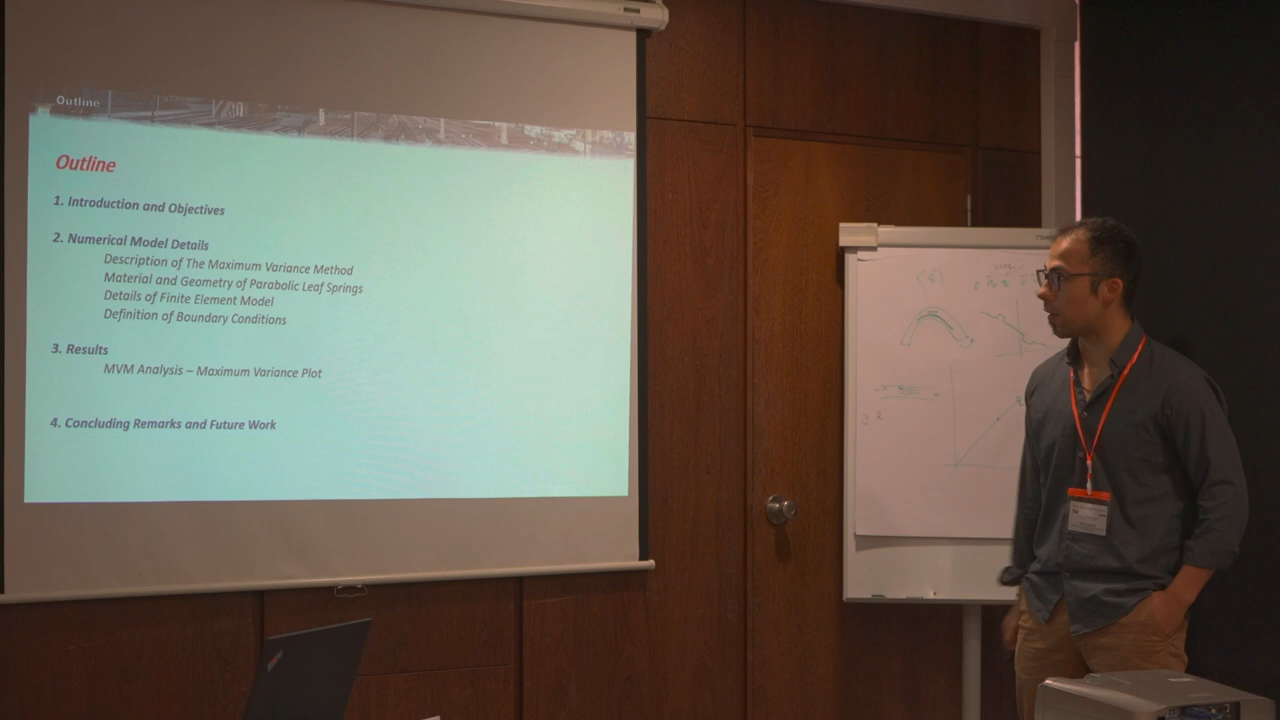 Outline
Outline
1. Introduction and Objectives
2. Numerical Model Details
Description of The Maximum Variance Method
Material and Geometry of Parabolic Leaf Springs
Details of Finite Element Model
Definition of Boundary Conditions
3. Results
MVM Analysis – Maximum Variance Plot
4. Concluding Remarks and Future Work